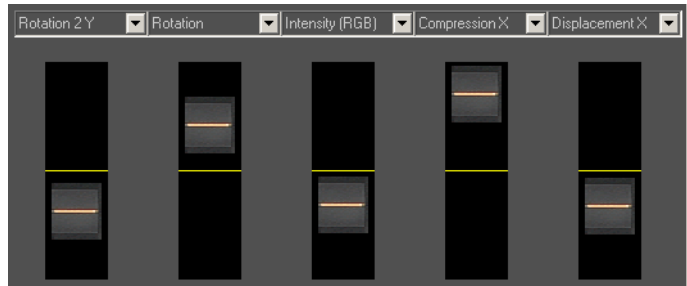 Rotation 2 Y Rotation Intensity (RGB) Compression X Displacement X